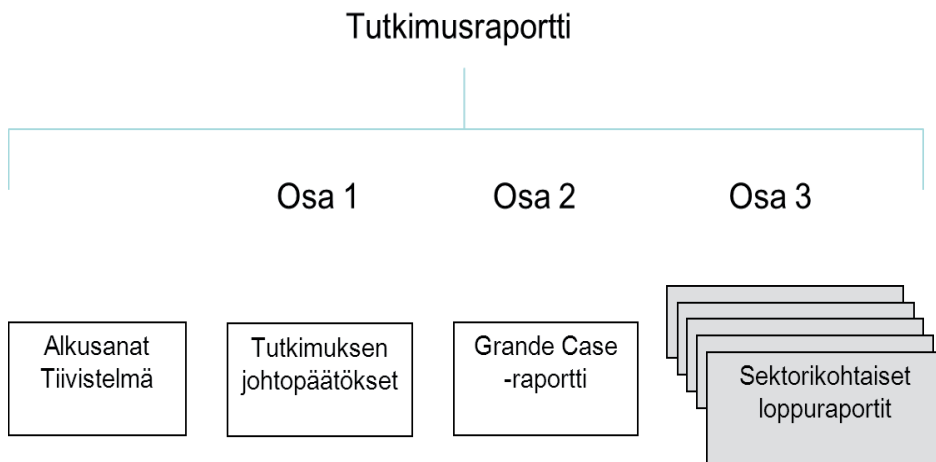 Tutkimusraportti
Osa 1
Osa 2
Osa 3
Alkusanat
Tiivistelmä
Tutkimuksen
johtopäätökset
Grande Case
-raportti
Sektorikohtaiset
loppuraportit